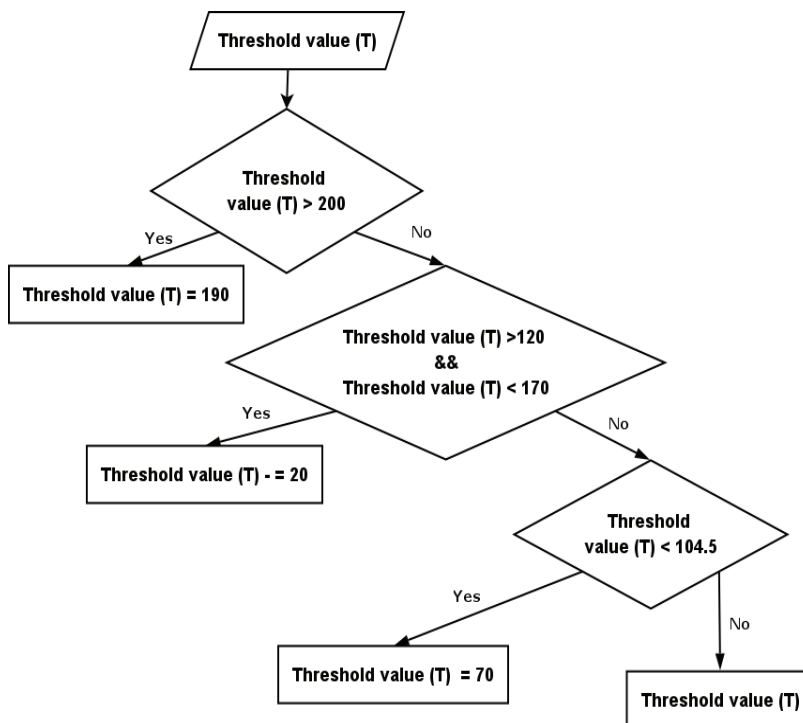 Threshold value (T)
Threshold
value (T) > 200
Yes
No
Threshold value (T) = 190
Threshold value (T) >120
&&
Threshold value (T) < 170
Yes
No
Threshold value (T) - = 20
Threshold
value (T) < 104.5
Yes
No
Threshold value (T)  = 70
Threshold value (T)